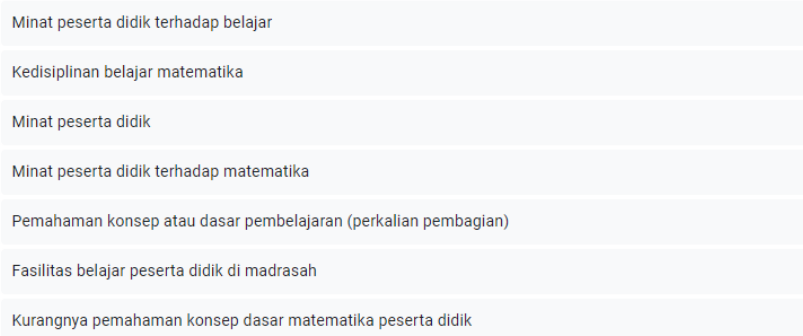 Minat peserta didik terhadap belajar
Kedisiplinan belajar matematika
Minat peserta didik
Minat peserta didik terhadap matematika
Pemahaman konsep atau dasar pembelajaran (perkalian pembagian)
Fasilitas belajar peserta didik di madrasah
Kurangnya pemahaman konsep dasar matematika peserta didik